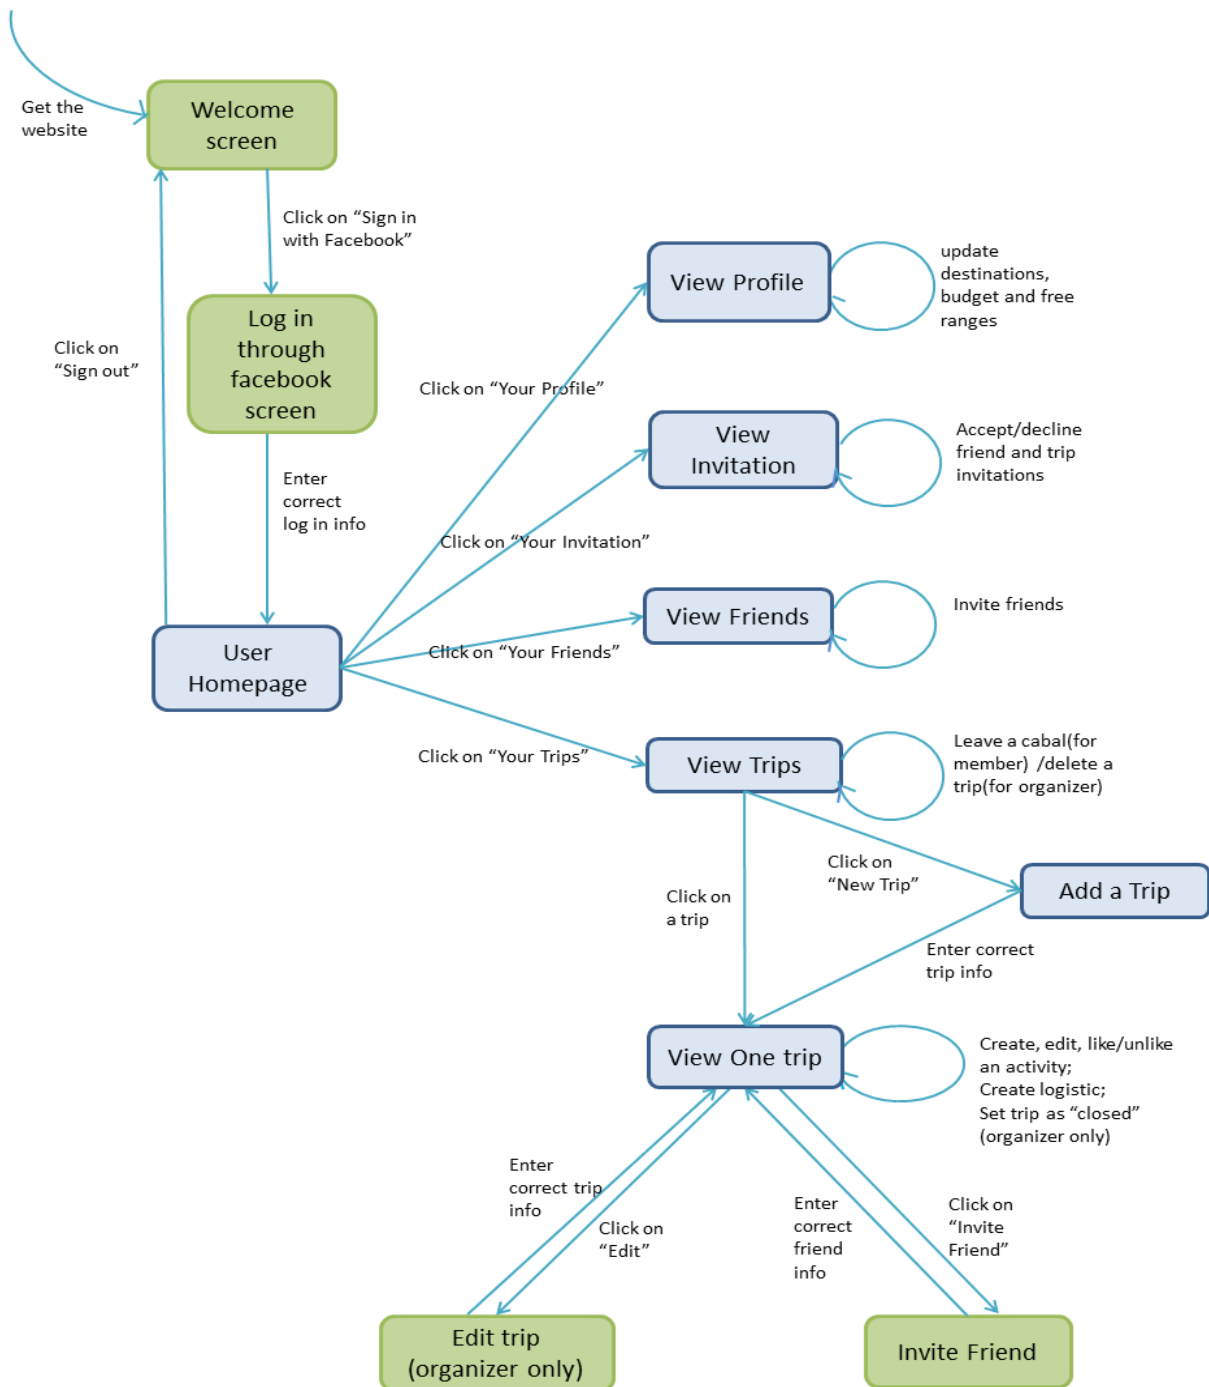 Get the
website
Welcome
screen
Click on “Sign in
with Facebook”
Log in
through
facebook
screen
Click on
“Sign out”
Enter
correct
log in info
User
Homepage
View Profile
update
destinations,
budget and free
ranges
Click on “Your Profile”
View
Invitation
Accept/decline
friend and trip
invitations
Click on “Your Invitation”
View Friends
Invite friends
Click on “Your Friends”
Click on “Your Trips”
View Trips
Leave a cabal(for
member) /delete a
trip(for organizer)
Click on
“New Trip”
Add a Trip
Click on
a trip
Enter correct
trip info
View One trip
Create, edit, like/unlike
an activity;
Create logistic;
Set trip as “closed”
(organizer only)
Enter
correct trip
info
Click on
“Edit”
Enter
correct
friend
info
Click on
“Invite
Friend”
Edit trip
(organizer only)
Invite Friend